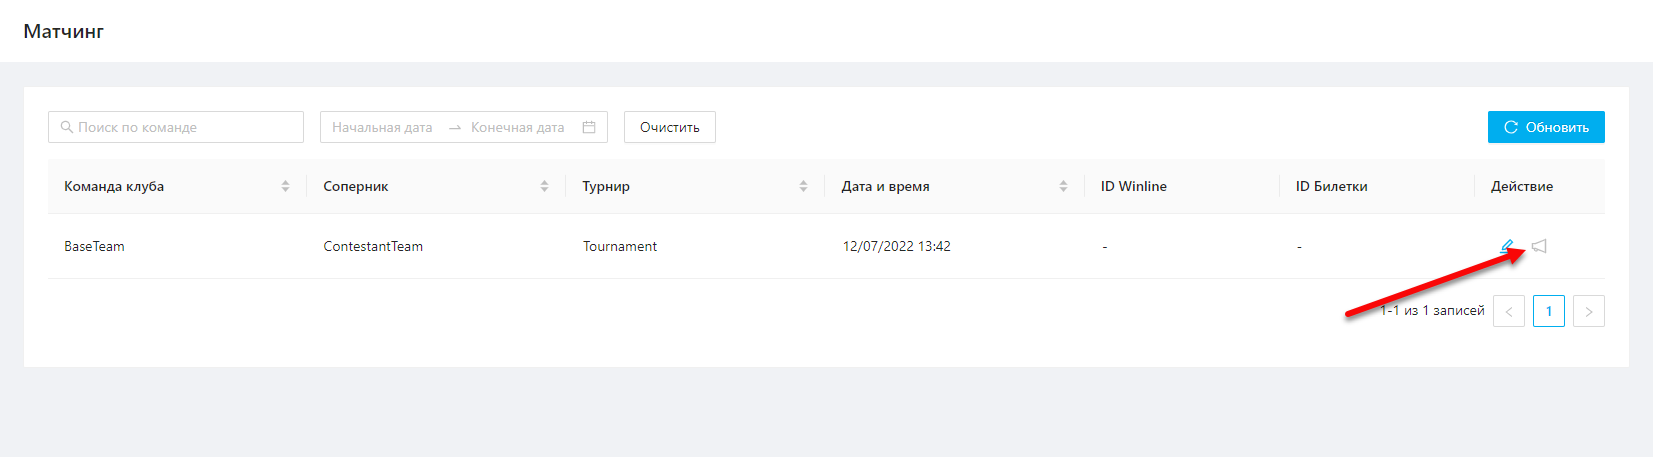 Матчинг
Поиск по команде Начальная дата Конечная дата Очистить Обновить
Команда клуба Соперник Турнир Дата и время ID Winline ID Билетки Действие
BaseTeam ContestantTeam Tournament 12/07/2022 13:42 - -
1-1 из 1 записей 1